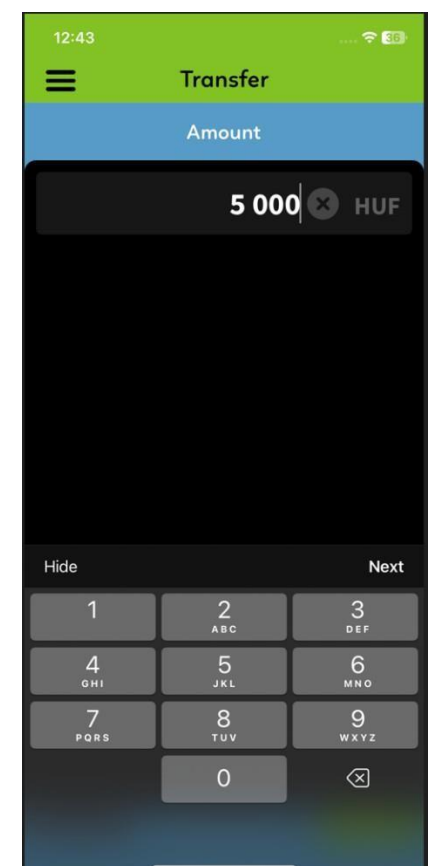 12:43 36
Transfer
Amount
5 000 HUF
Hide Next
1 2 3
ABC DEF
4 5 6
GHI JKL MNO
7 8 9
PQRS TUV WXYZ
0